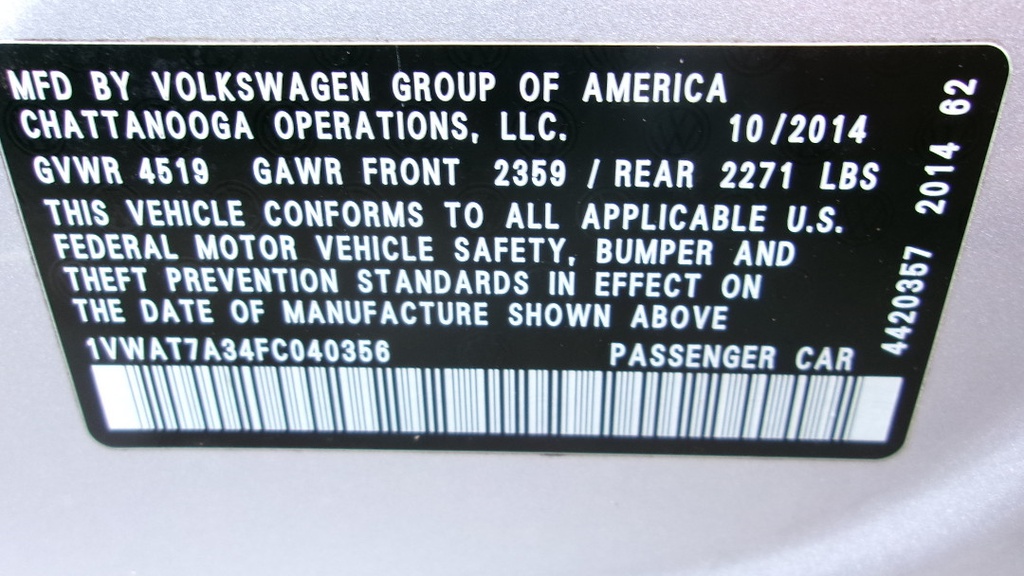 MFD BY VOLKSWAGEN GROUP OF AMERICA
CHATTANOOGA OPERATIONS, LLC. 10/2014
GVWR 4519 GAWR FRONT 2359 / REAR 2271 LBS
THIS VEHICLE CONFORMS TO ALL APPLICABLE U.S.
FEDERAL MOTOR VEHICLE SAFETY, BUMPER AND
THEFT PREVENTION STANDARDS IN EFFECT ON
THE DATE OF MANUFACTURE SHOWN ABOVE
1VWAT7A34FC040356 PASSENGER CAR
4420357 2014 62